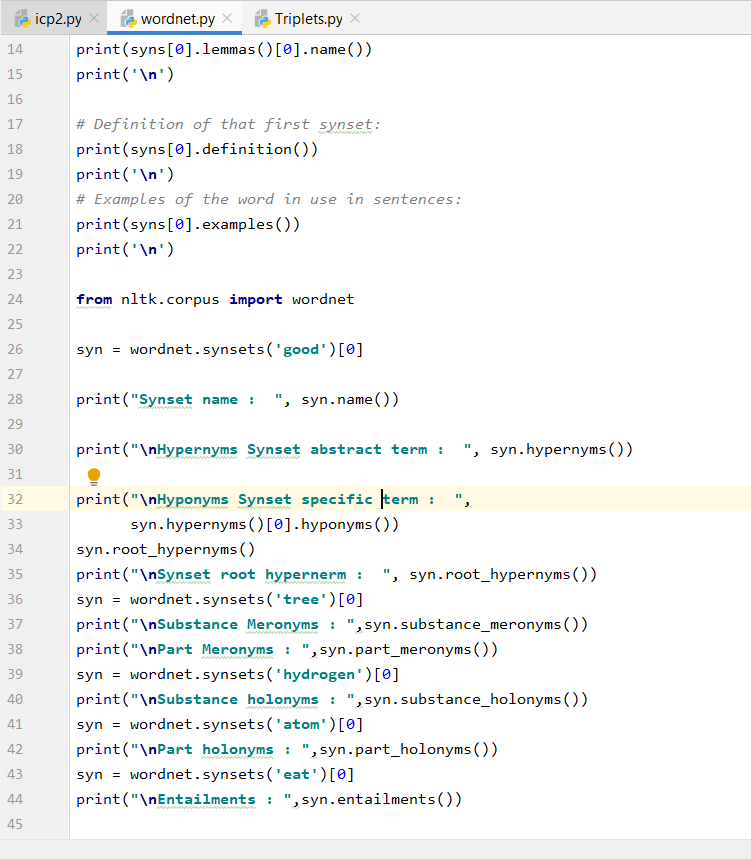 icp2.py wordnet.py Triplets.py
14 print(syns[0].lemmas()[0].name())
15 print('\n')
16
17 # Definition of that first synset:
18 print(syns[0].definition())
19 print('\n')
20 # Examples of the word in use in sentences:
21 print(syns[0].examples())
22 print('\n')
23
24 from nltk.corpus import wordnet
25
26 syn = wordnet.synsets('good')[0]
27
28 print("Synset name :  ", syn.name())
29
30 print("\nHypernyms Synset abstract term :  ", syn.hypernyms())
31
32 print("\nHyponyms Synset specific term :  ",
33       syn.hypernyms()[0].hyponyms())
34 syn.root_hypernyms()
35 print("\nSynset root hypernerm :  ", syn.root_hypernyms())
36 syn = wordnet.synsets('tree')[0]
37 print("\nSubstance Meronyms : ",syn.substance_meronyms())
38 print("\nPart Meronyms : ",syn.part_meronyms())
39 syn = wordnet.synsets('hydrogen')[0]
40 print("\nSubstance holonyms : ",syn.substance_holonyms())
41 syn = wordnet.synsets('atom')[0]
42 print("\nPart holonyms : ",syn.part_holonyms())
43 syn = wordnet.synsets('eat')[0]
44 print("\nEntailments : ",syn.entailments())
45